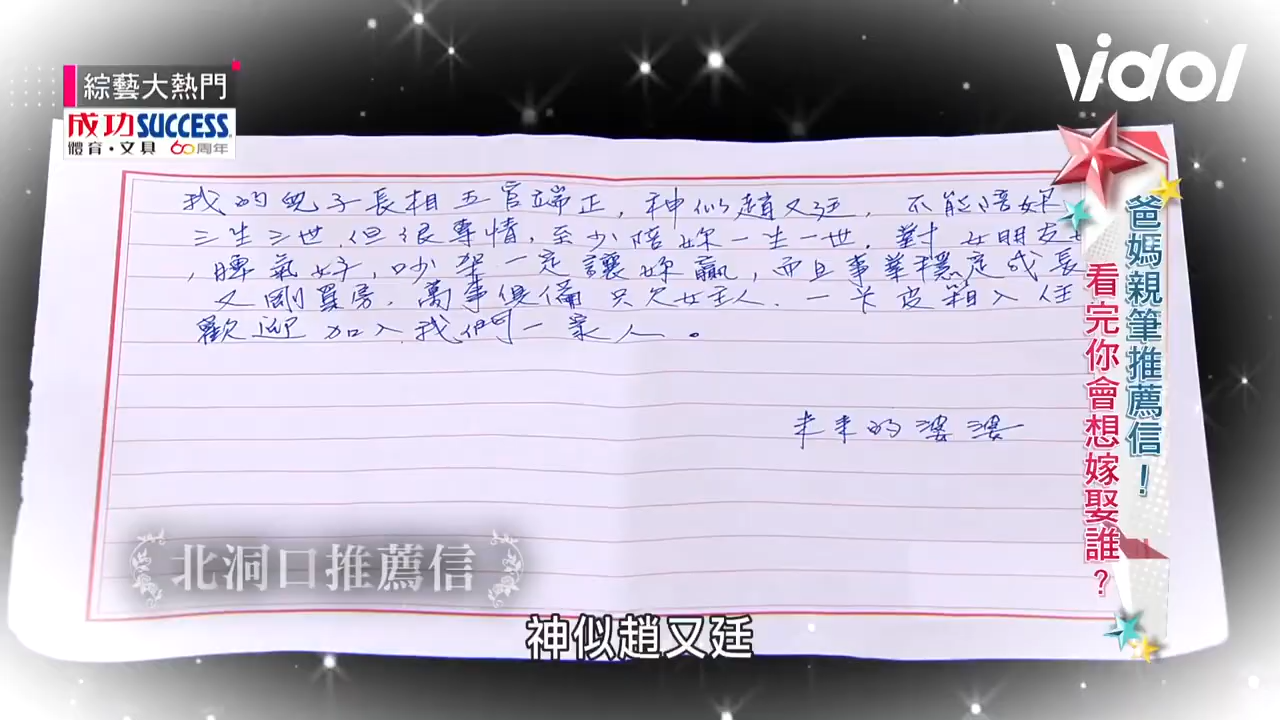 Vidol
綜藝大熱門
成功SUCCESS
體育・文具 60周年
我的兒子長相五官端正，神似趙又廷，不能陪妳
三生三世，但很專情，至少陪妳一生一世．對女朋友
，脾氣好，吵架一定讓妳贏，而且事業穩定成長
又剛買房．萬事俱備只欠女主人．一卡皮箱入住
歡迎加入我們一家人。
未來的婆婆
爸媽親筆推薦信！
看完你會想嫁娶誰？
北洞口推薦信
神似趙又廷